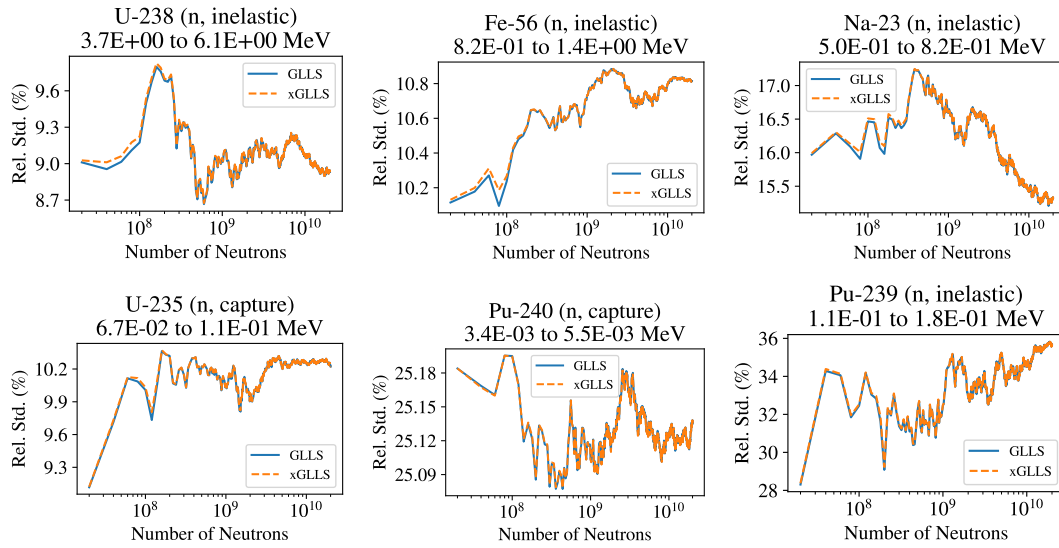 U-238 (n, inelastic)
3.7E+00 to 6.1E+00 MeV
Rel. Std. (%)
9.6
9.3
9.0
8.7
GLLS
xGLLS
10^8
10^9
10^10
Number of Neutrons
Fe-56 (n, inelastic)
8.2E-01 to 1.4E+00 MeV
Rel. Std. (%)
10.8
10.6
10.4
10.2
GLLS
xGLLS
10^8
10^9
10^10
Number of Neutrons
Na-23 (n, inelastic)
5.0E-01 to 8.2E-01 MeV
Rel. Std. (%)
17.0
16.5
16.0
15.5
GLLS
xGLLS
10^8
10^9
10^10
Number of Neutrons
U-235 (n, capture)
6.7E-02 to 1.1E-01 MeV
Rel. Std. (%)
10.2
9.9
9.6
9.3
GLLS
xGLLS
10^8
10^9
10^10
Number of Neutrons
Pu-240 (n, capture)
3.4E-03 to 5.5E-03 MeV
Rel. Std. (%)
25.18
25.15
25.12
25.09
GLLS
xGLLS
10^8
10^9
10^10
Number of Neutrons
Pu-239 (n, inelastic)
1.1E-01 to 1.8E-01 MeV
Rel. Std. (%)
36
34
32
30
28
GLLS
xGLLS
10^8
10^9
10^10
Number of Neutrons